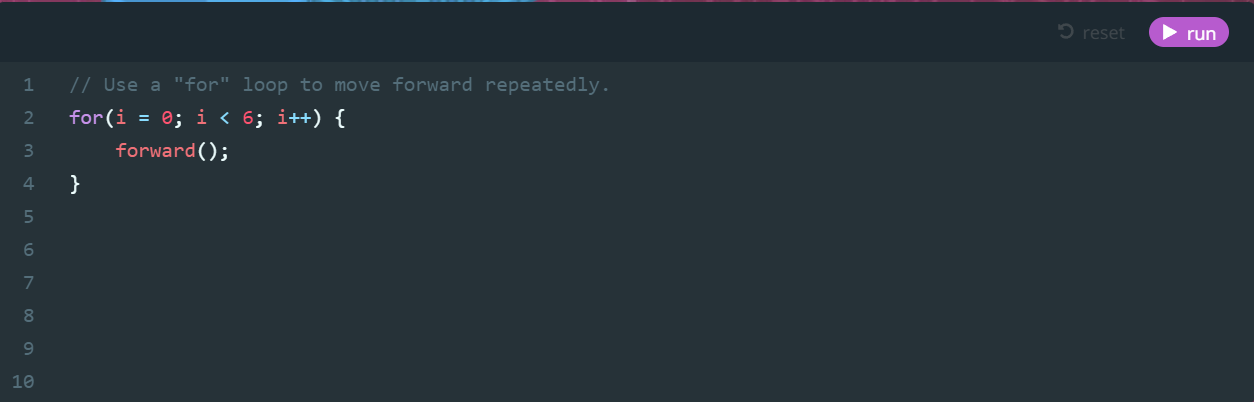 reset run
1 // Use a "for" loop to move forward repeatedly.
2 for(i = 0; i < 6; i++) {
3     forward();
4 }
5
6
7
8
9
10